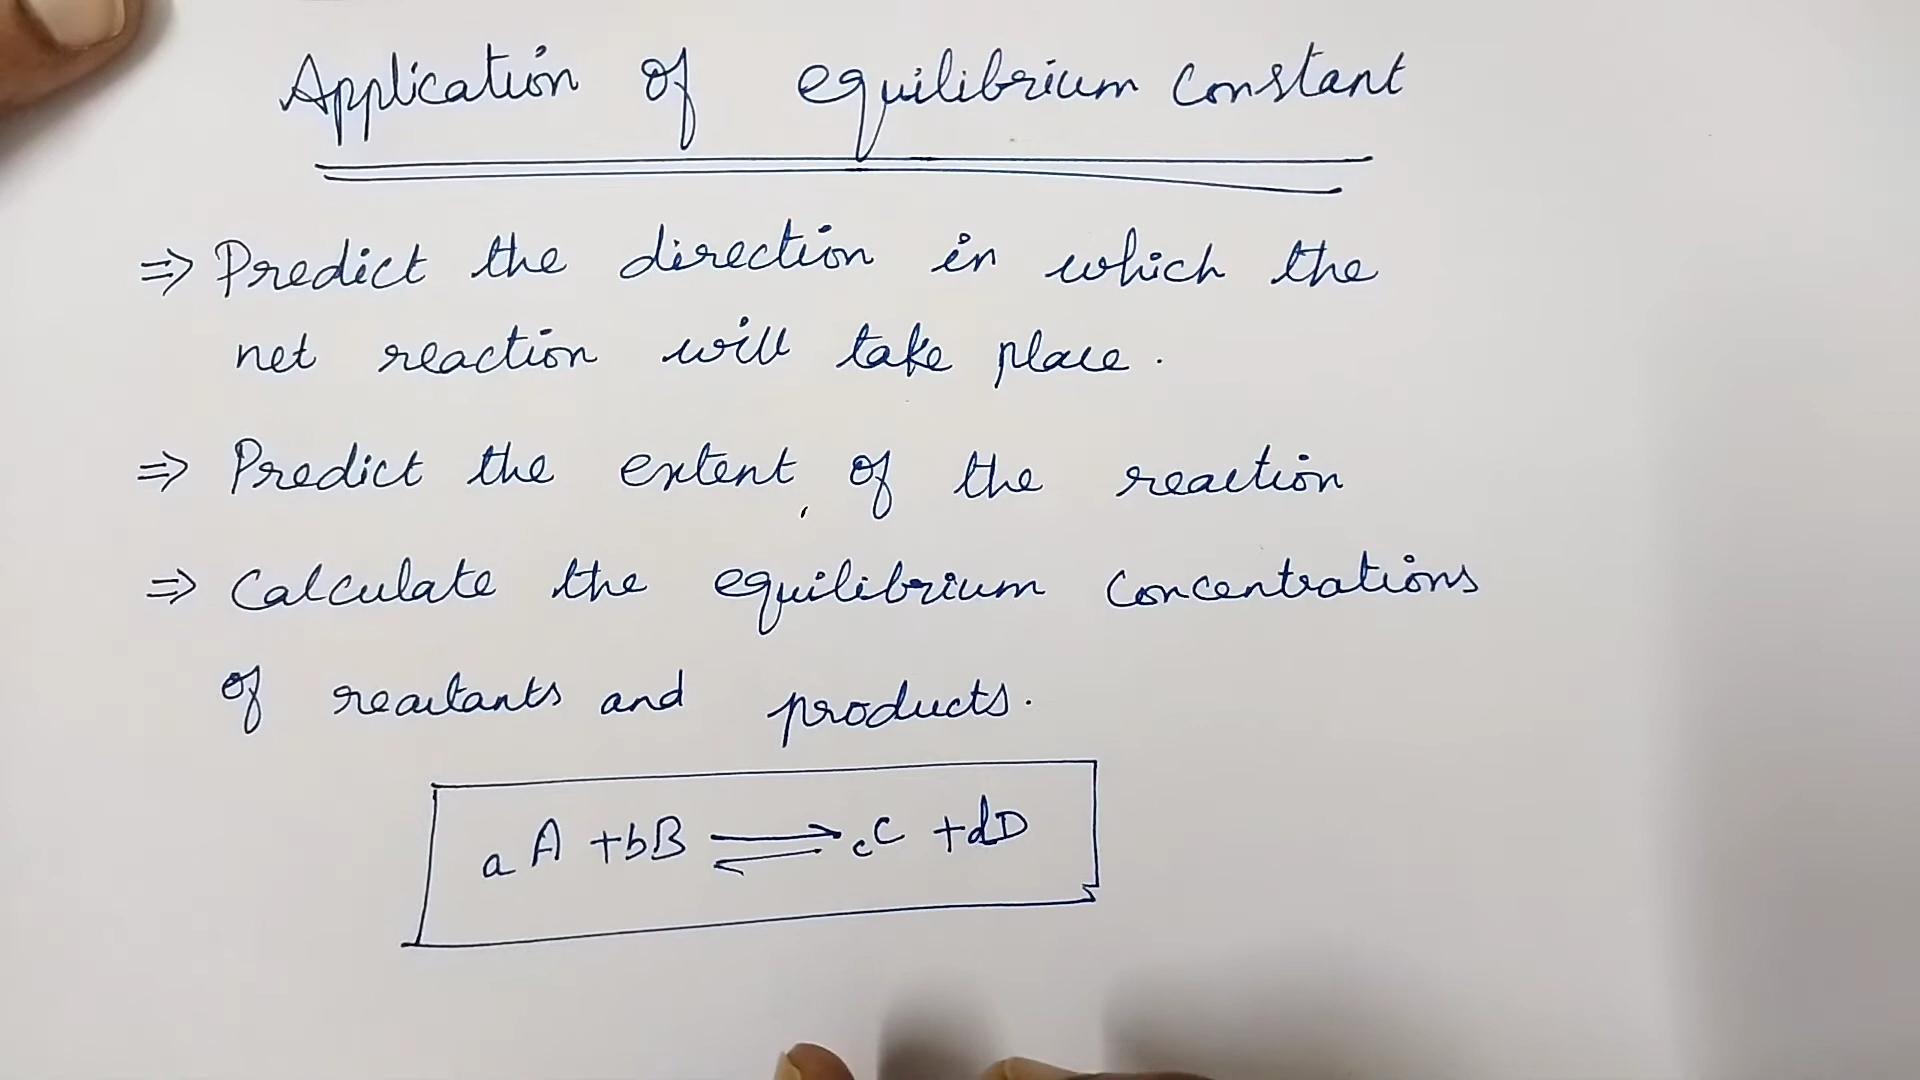 Application of equilibrium constant
⇒ Predict the direction in which the
net reaction will take place.
⇒ Predict the extent of the reaction
⇒ Calculate the equilibrium concentrations
of reactants and products.
aA + bB ⇌ cC + dD